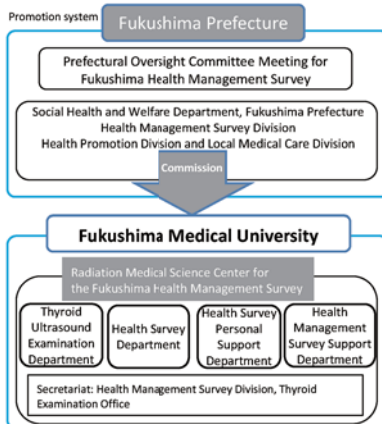 Promotion system
Fukushima Prefecture
Prefectural Oversight Committee Meeting for
Fukushima Health Management Survey
Social Health and Welfare Department, Fukushima Prefecture
Health Management Survey Division
Health Promotion Division and Local Medical Care Division
Commission
Fukushima Medical University
Radiation Medical Science Center for
the Fukushima Health Management Survey
Thyroid
Ultrasound
Examination
Department
Health Survey
Department
Health Survey
Personal
Support
Department
Health
Management
Survey Support
Department
Secretariat: Health Management Survey Division, Thyroid
Examination Office